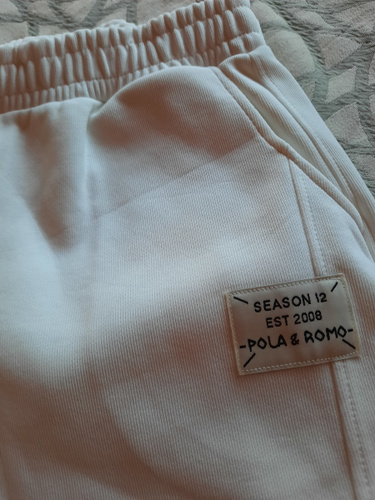 SEASON 12
EST 2008
-POLA & ROMO-